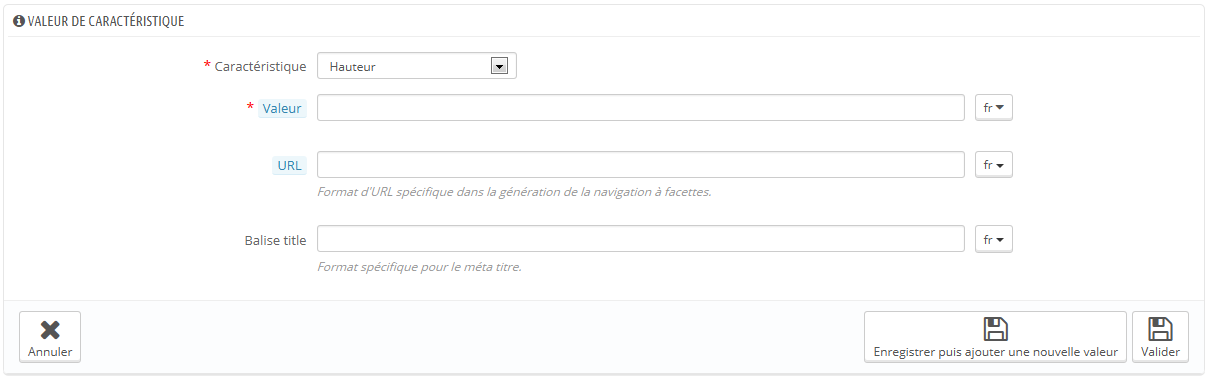 VALEUR DE CARACTÉRISTIQUE
* Caractéristique Hauteur
* Valeur fr
URL fr
Format d'URL spécifique dans la génération de la navigation à facettes.
Balise title fr
Format spécifique pour le méta titre.
Annuler Enregistrer puis ajouter une nouvelle valeur Valider